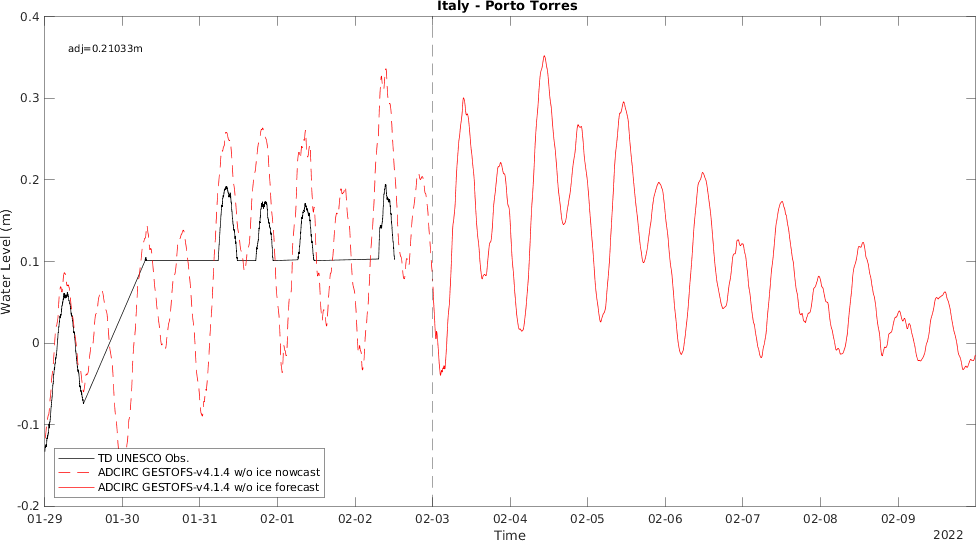 Italy - Porto Torres
adj=0.21033m
0.4
0.3
0.2
0.1
0
-0.1
-0.2
Water Level (m)
TD UNESCO Obs.
ADCIRC GESTOFS-v4.1.4 w/o ice nowcast
ADCIRC GESTOFS-v4.1.4 w/o ice forecast
01-29 01-30 01-31 02-01 02-02 02-03 02-04 02-05 02-06 02-07 02-08 02-09
Time
2022